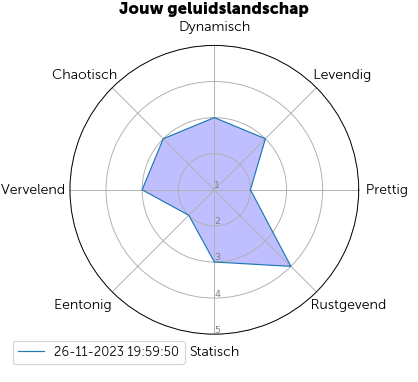 Jouw geluidslandschap
Dynamisch
Chaotisch
Levendig
Vervelend
Prettig
1
2
3
4
5
Eentonig
Rustgevend
26-11-2023 19:59:50
Statisch